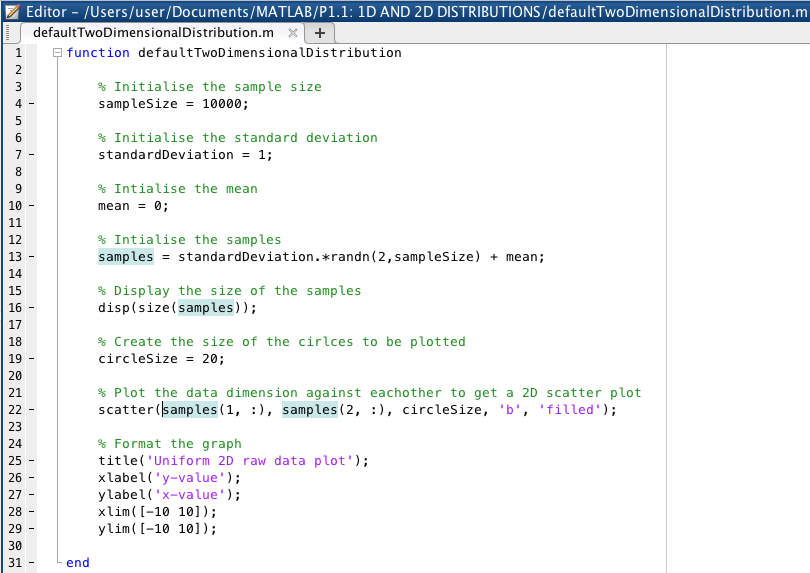 Editor – /Users/user/Documents/MATLAB/P1.1: 1D AND 2D DISTRIBUTIONS/defaultTwoDimensionalDistribution.m
defaultTwoDimensionalDistribution.m × +
1 function defaultTwoDimensionalDistribution
2
3 % Initialise the sample size
4 – sampleSize = 10000;
5
6 % Initialise the standard deviation
7 – standardDeviation = 1;
8
9 % Intialise the mean
10 – mean = 0;
11
12 % Intialise the samples
13 – samples = standardDeviation.*randn(2,sampleSize) + mean;
14
15 % Display the size of the samples
16 – disp(size(samples));
17
18 % Create the size of the cirlces to be plotted
19 – circleSize = 20;
20
21 % Plot the data dimension against eachother to get a 2D scatter plot
22 – scatter(samples(1, :), samples(2, :), circleSize, 'b', 'filled');
23
24 % Format the graph
25 – title('Uniform 2D raw data plot');
26 – xlabel('y-value');
27 – ylabel('x-value');
28 – xlim([-10 10]);
29 – ylim([-10 10]);
30
31 – end